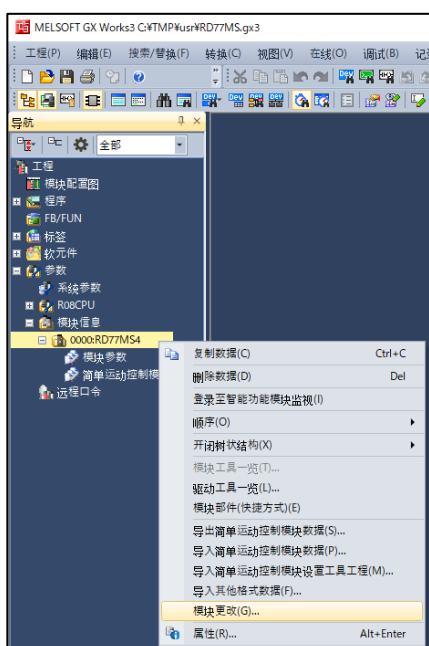 MELSOFT GX Works3 C:¥TMP¥usr¥RD77MS.gx3
工程(P) 编辑(E) 搜索/替换(F) 转换(C) 视图(V) 在线(O) 调试(B)
导航
全部
工程
模块配置图
程序
FB/FUN
标签
软元件
参数
系统参数
R08CPU
模块信息
0000:RD77MS4
模块参数
简单运动控制模
远程口令
复制数据(C) Ctrl+C
删除数据(D) Del
登录至智能功能模块监视(I)
顺序(O)
开闭树状结构(X)
模块工具一览(T)...
驱动工具一览(L)...
模块部件(快捷方式)(E)
导出简单运动控制模块数据(S)...
导入简单运动控制模块数据(P)...
导入简单运动控制模块设置工具工程(M)...
导入其他格式数据(F)...
模块更改(G)...
属性(R)... Alt+Enter